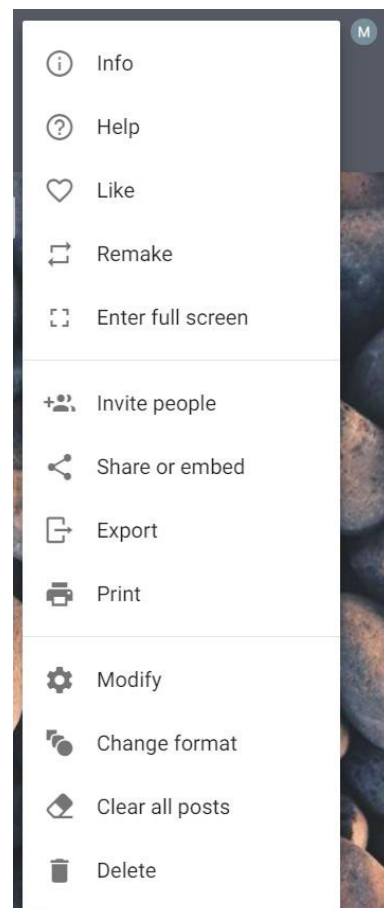 M
Info
Help
Like
Remake
Enter full screen
Invite people
Share or embed
Export
Print
Modify
Change format
Clear all posts
Delete